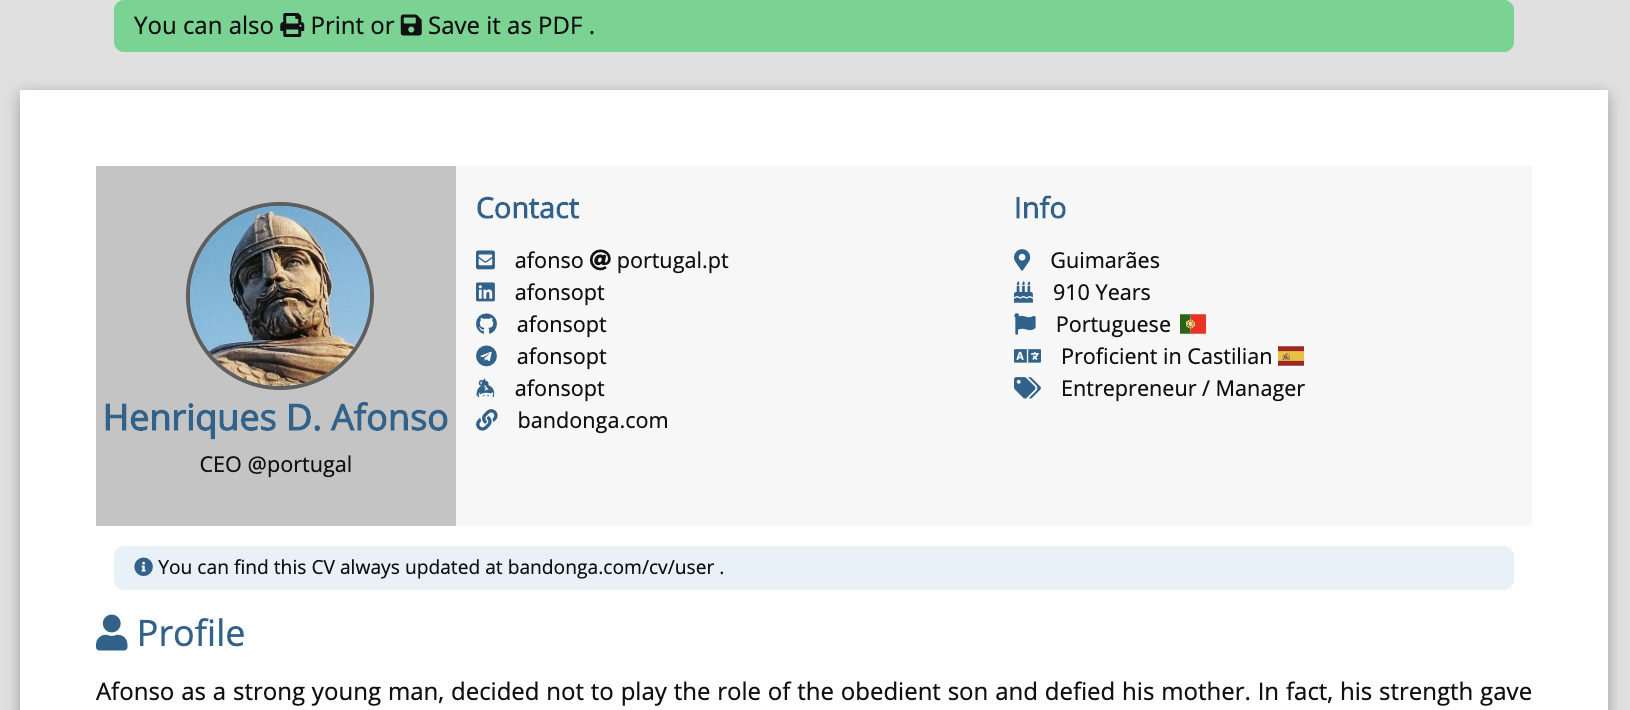 You can also Print or Save it as PDF .
Henriques D. Afonso
CEO @portugal
Contact
afonso @ portugal.pt
afonsopt
afonsopt
afonsopt
afonsopt
bandonga.com
Info
Guimarães
910 Years
Portuguese
Proficient in Castilian
Entrepreneur / Manager
You can find this CV always updated at bandonga.com/cv/user .
Profile
Afonso as a strong young man, decided not to play the role of the obedient son and defied his mother. In fact, his strength gave